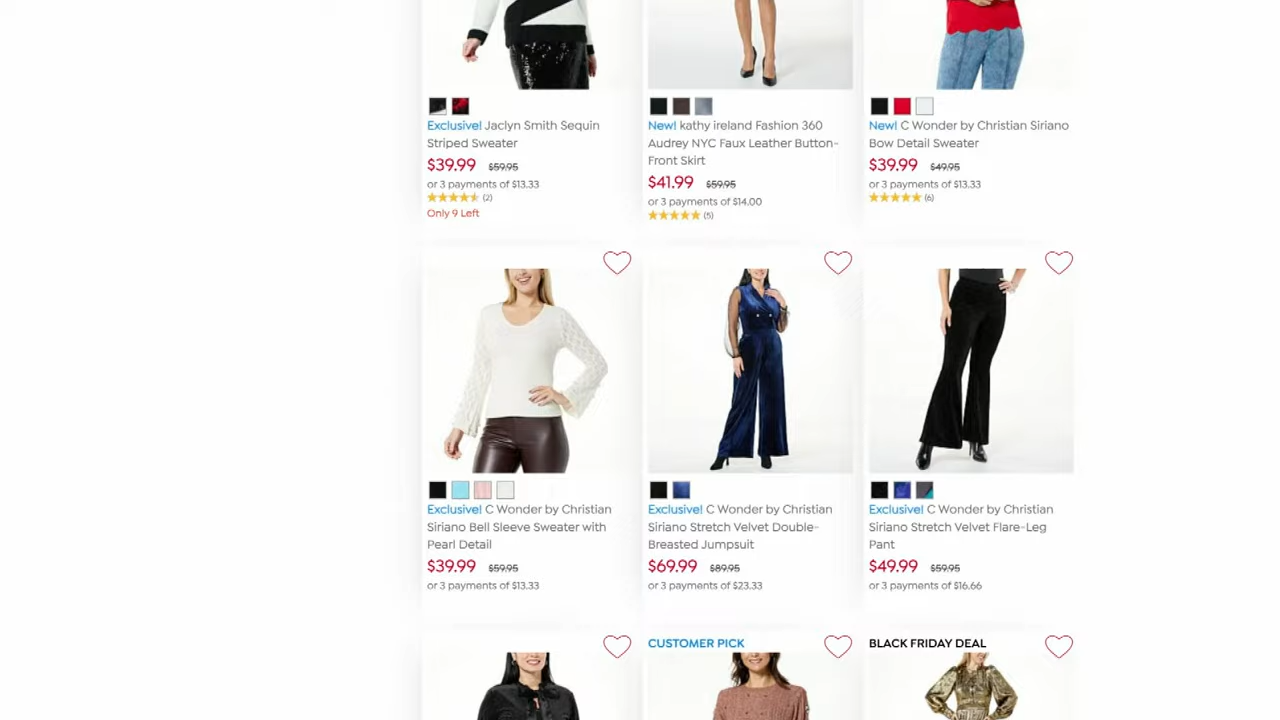 Exclusive! Jaclyn Smith Sequin
Striped Sweater
$39.99 $59.95
or 3 payments of $13.33
(2)
Only 9 Left
New! kathy ireland Fashion 360
Audrey NYC Faux Leather Button-
Front Skirt
$41.99 $59.95
or 3 payments of $14.00
(5)
New! C Wonder by Christian Siriano
Bow Detail Sweater
$39.99 $49.95
or 3 payments of $13.33
(6)
Exclusive! C Wonder by Christian
Siriano Bell Sleeve Sweater with
Pearl Detail
$39.99 $59.95
or 3 payments of $13.33
Exclusive! C Wonder by Christian
Siriano Stretch Velvet Double-
Breasted Jumpsuit
$69.99 $89.95
or 3 payments of $23.33
Exclusive! C Wonder by Christian
Siriano Stretch Velvet Flare-Leg
Pant
$49.99 $59.95
or 3 payments of $16.66
CUSTOMER PICK
BLACK FRIDAY DEAL